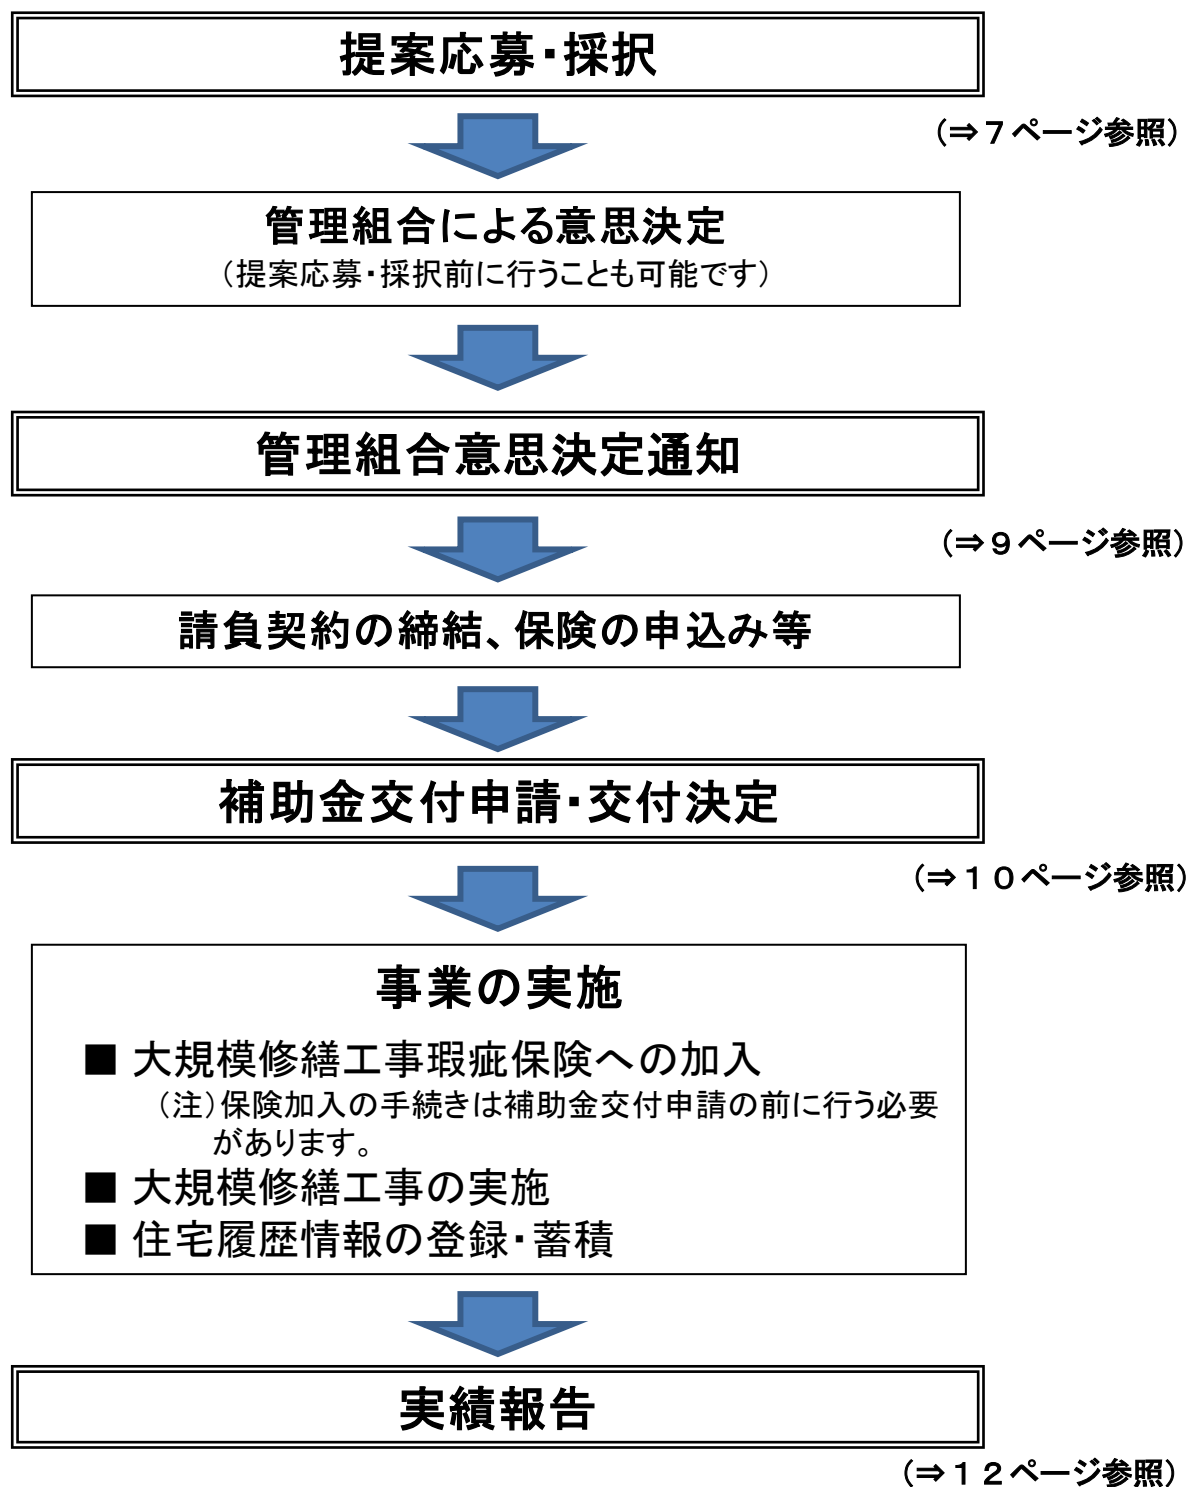 提案応募・採択
(⇒７ページ参照)
管理組合による意思決定
（提案応募・採択前に行うことも可能です）
管理組合意思決定通知
(⇒９ページ参照)
請負契約の締結、保険の申込み等
補助金交付申請・交付決定
(⇒１０ページ参照)
事業の実施
■ 大規模修繕工事瑕疵保険への加入
（注）保険加入の手続きは補助金交付申請の前に行う必要
があります。
■ 大規模修繕工事の実施
■ 住宅履歴情報の登録・蓄積
実績報告
(⇒１２ページ参照)